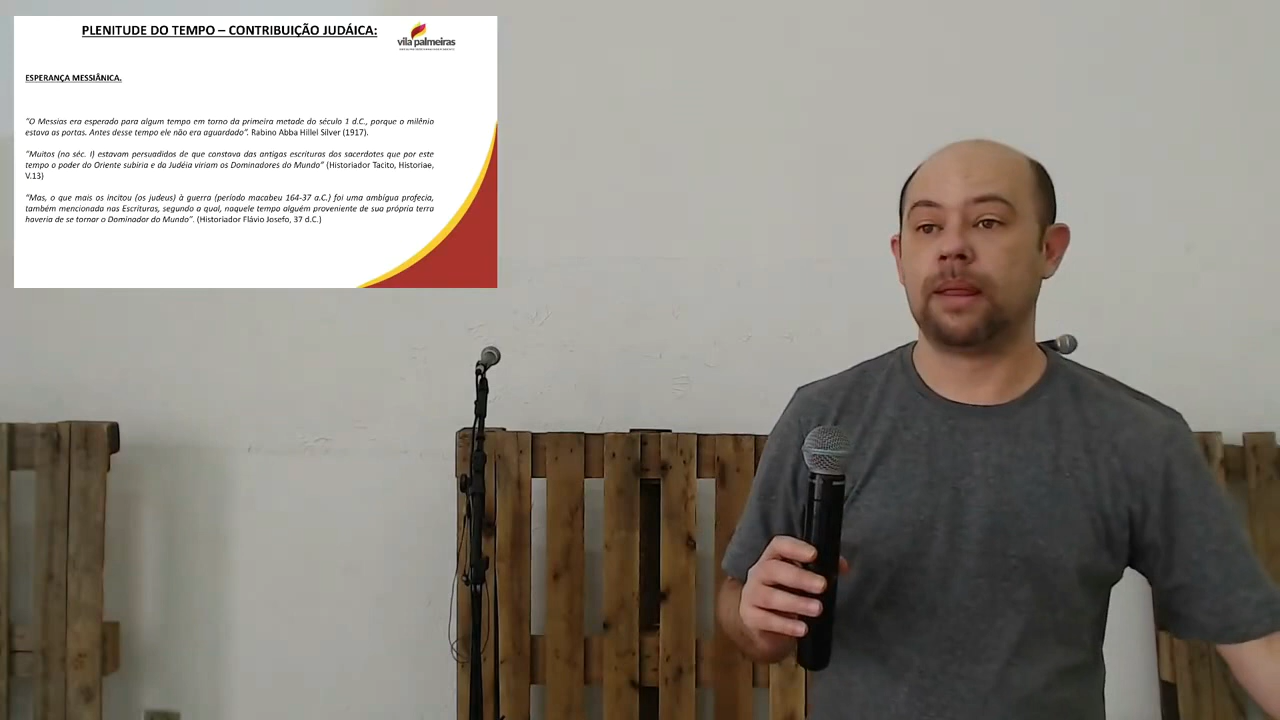 PLENITUDE DO TEMPO – CONTRIBUIÇÃO JUDÁICA:
vila palmeiras
ESPERANÇA MESSIÂNICA.
"O Messias era esperado para algum tempo em torno da primeira metade do século 1 d.C., porque o milênio
estava as portas. Antes desse tempo ele não era aguardado". Rabino Abba Hillel Silver (1917).
"Muitos (no séc. I) estavam persuadidos de que constava das antigas escrituras dos sacerdotes que por este
tempo o poder do Oriente subiria e da Judéia viriam os Dominadores do Mundo" (Historiador Tacito, Historiae,
V.13)
"Mas, o que mais os incitou (os judeus) à guerra (período macabeu 164-37 a.C.) foi uma ambígua profecia,
também mencionada nas Escrituras, segundo a qual, naquele tempo alguém proveniente de sua própria terra
haveria de se tornar o Dominador do Mundo". (Historiador Flávio Josefo, 37 d.C.)